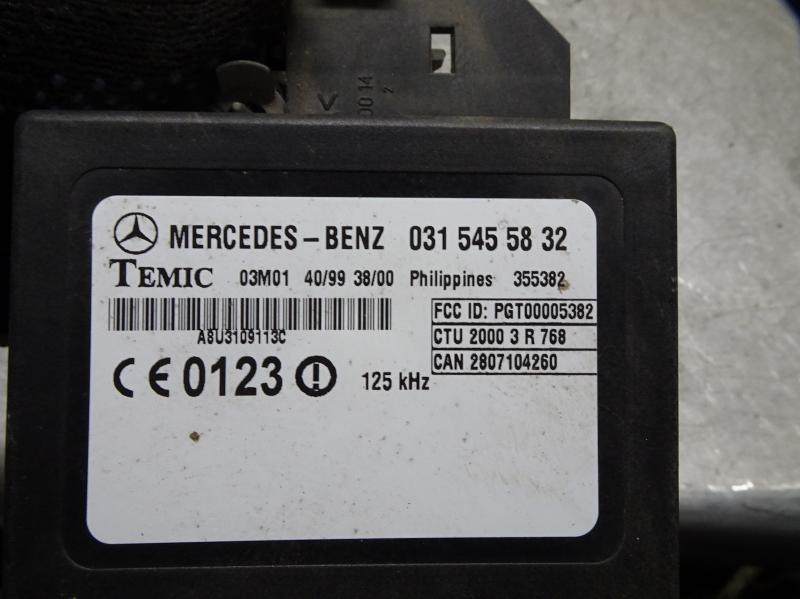 0014
2
MERCEDES-BENZ 031 545 58 32
TEMIC 03M01 40/99 38/00 Philippines 355382
FCC ID: PGT00005382
A8U3109113C
CTU 2000 3 R 768
CAN 2807104260
CE 0123 125 kHz